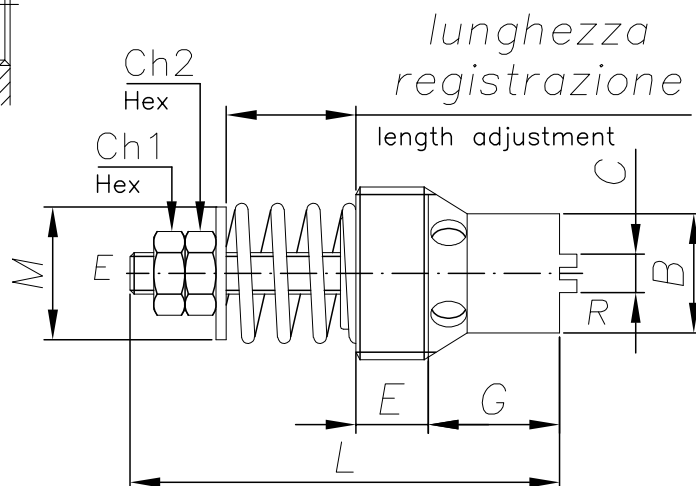 lunghezza
registrazione
length adjustment
Ch2
Hex
Ch1
Hex
C
M
E
B
R
E
G
L